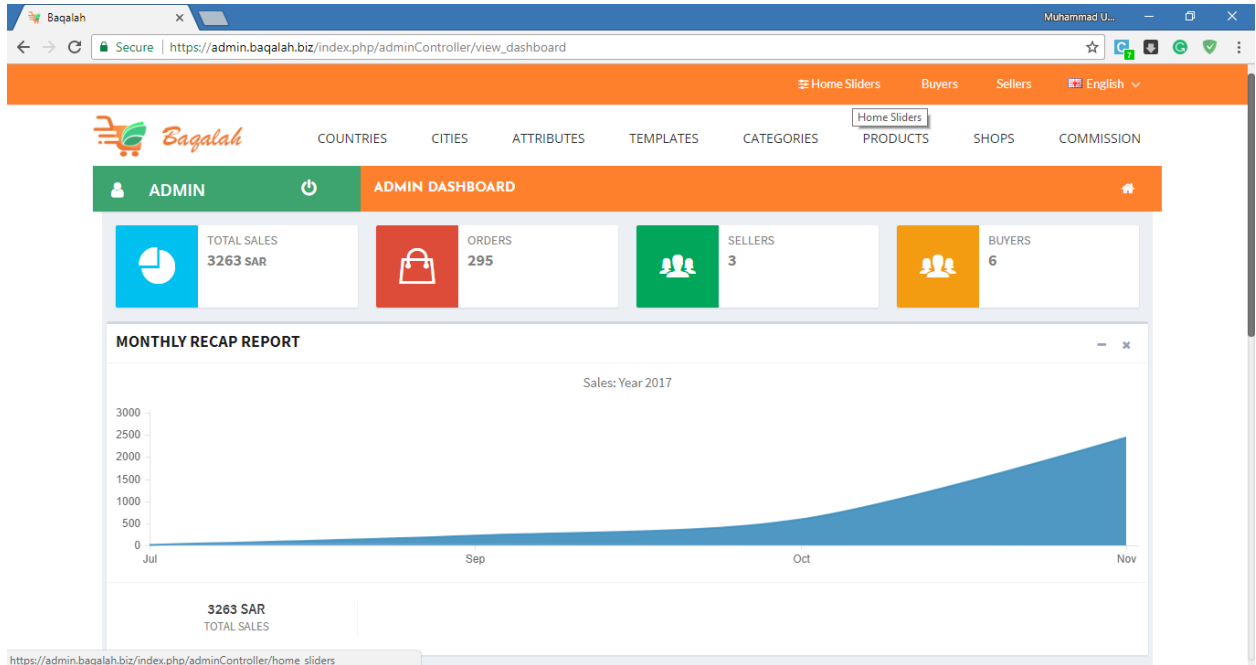 Baqalah
Muhammad U...
Secure | https://admin.baqalah.biz/index.php/adminController/view_dashboard
7
Home Sliders Buyers Sellers English
Home Sliders
Baqalah COUNTRIES CITIES ATTRIBUTES TEMPLATES CATEGORIES PRODUCTS SHOPS COMMISSION
ADMIN ADMIN DASHBOARD
TOTAL SALES ORDERS SELLERS BUYERS
3263 SAR 295 3 6
MONTHLY RECAP REPORT
Sales: Year 2017
3000
2500
2000
1500
1000
500
0
Jul Sep Oct Nov
3263 SAR
TOTAL SALES
https://admin.baqalah.biz/index.php/adminController/home_sliders